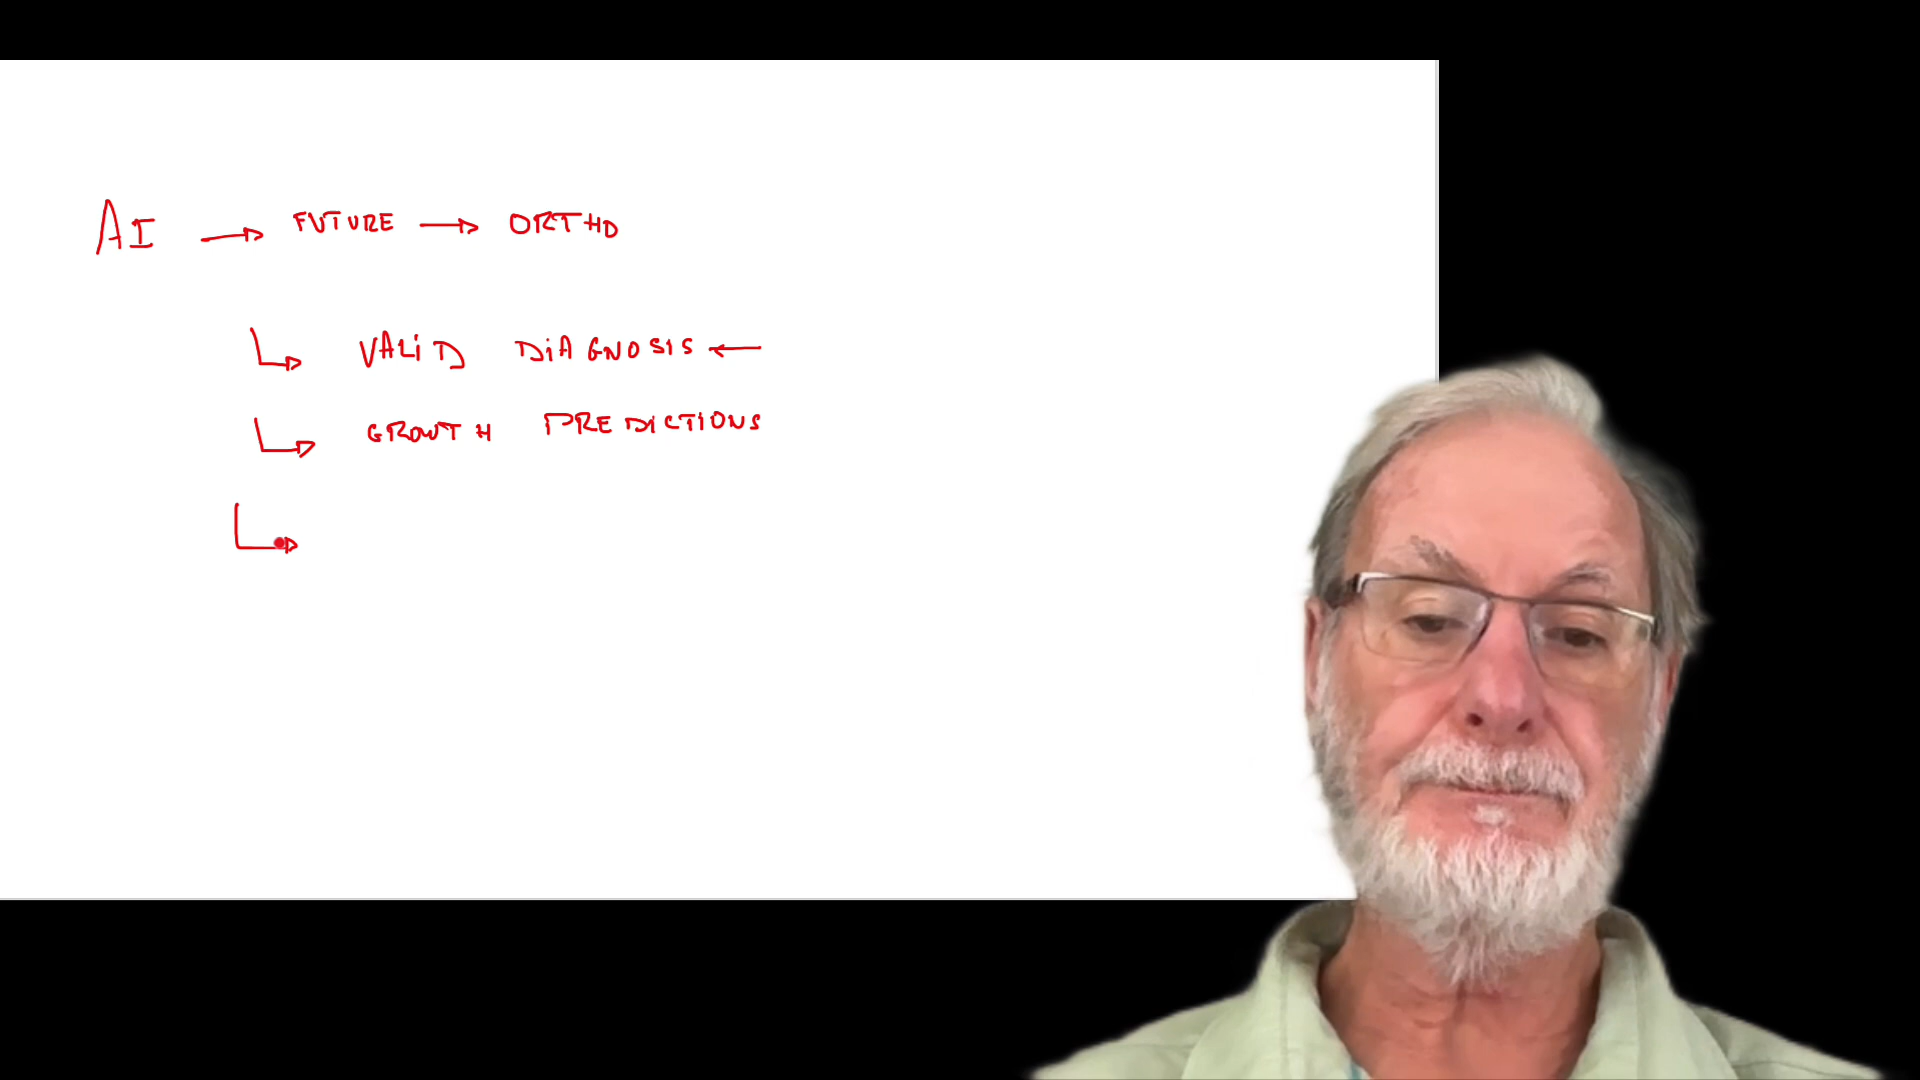 AI → FUTURE → ORTHO
VALID DIAGNOSIS ←
GROWTH PREDICTIONS